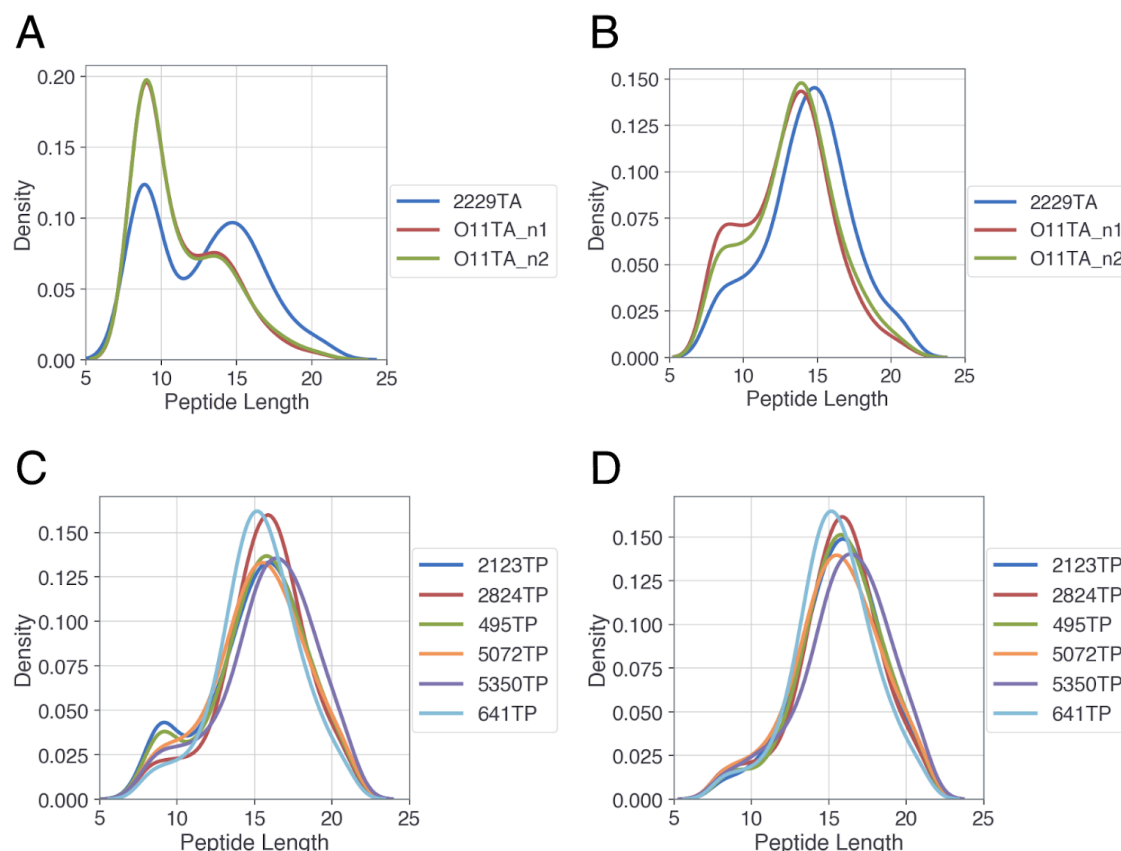 A
0.20
0.15
0.10
0.05
0.00
Density
5 10 15 20 25
Peptide Length
2229TA
O11TA_n1
O11TA_n2
B
0.150
0.125
0.100
0.075
0.050
0.025
0.000
Density
5 10 15 20 25
Peptide Length
2229TA
O11TA_n1
O11TA_n2
C
0.150
0.125
0.100
0.075
0.050
0.025
0.000
Density
5 10 15 20 25
Peptide Length
2123TP
2824TP
495TP
5072TP
5350TP
641TP
D
0.150
0.125
0.100
0.075
0.050
0.025
0.000
Density
5 10 15 20 25
Peptide Length
2123TP
2824TP
495TP
5072TP
5350TP
641TP